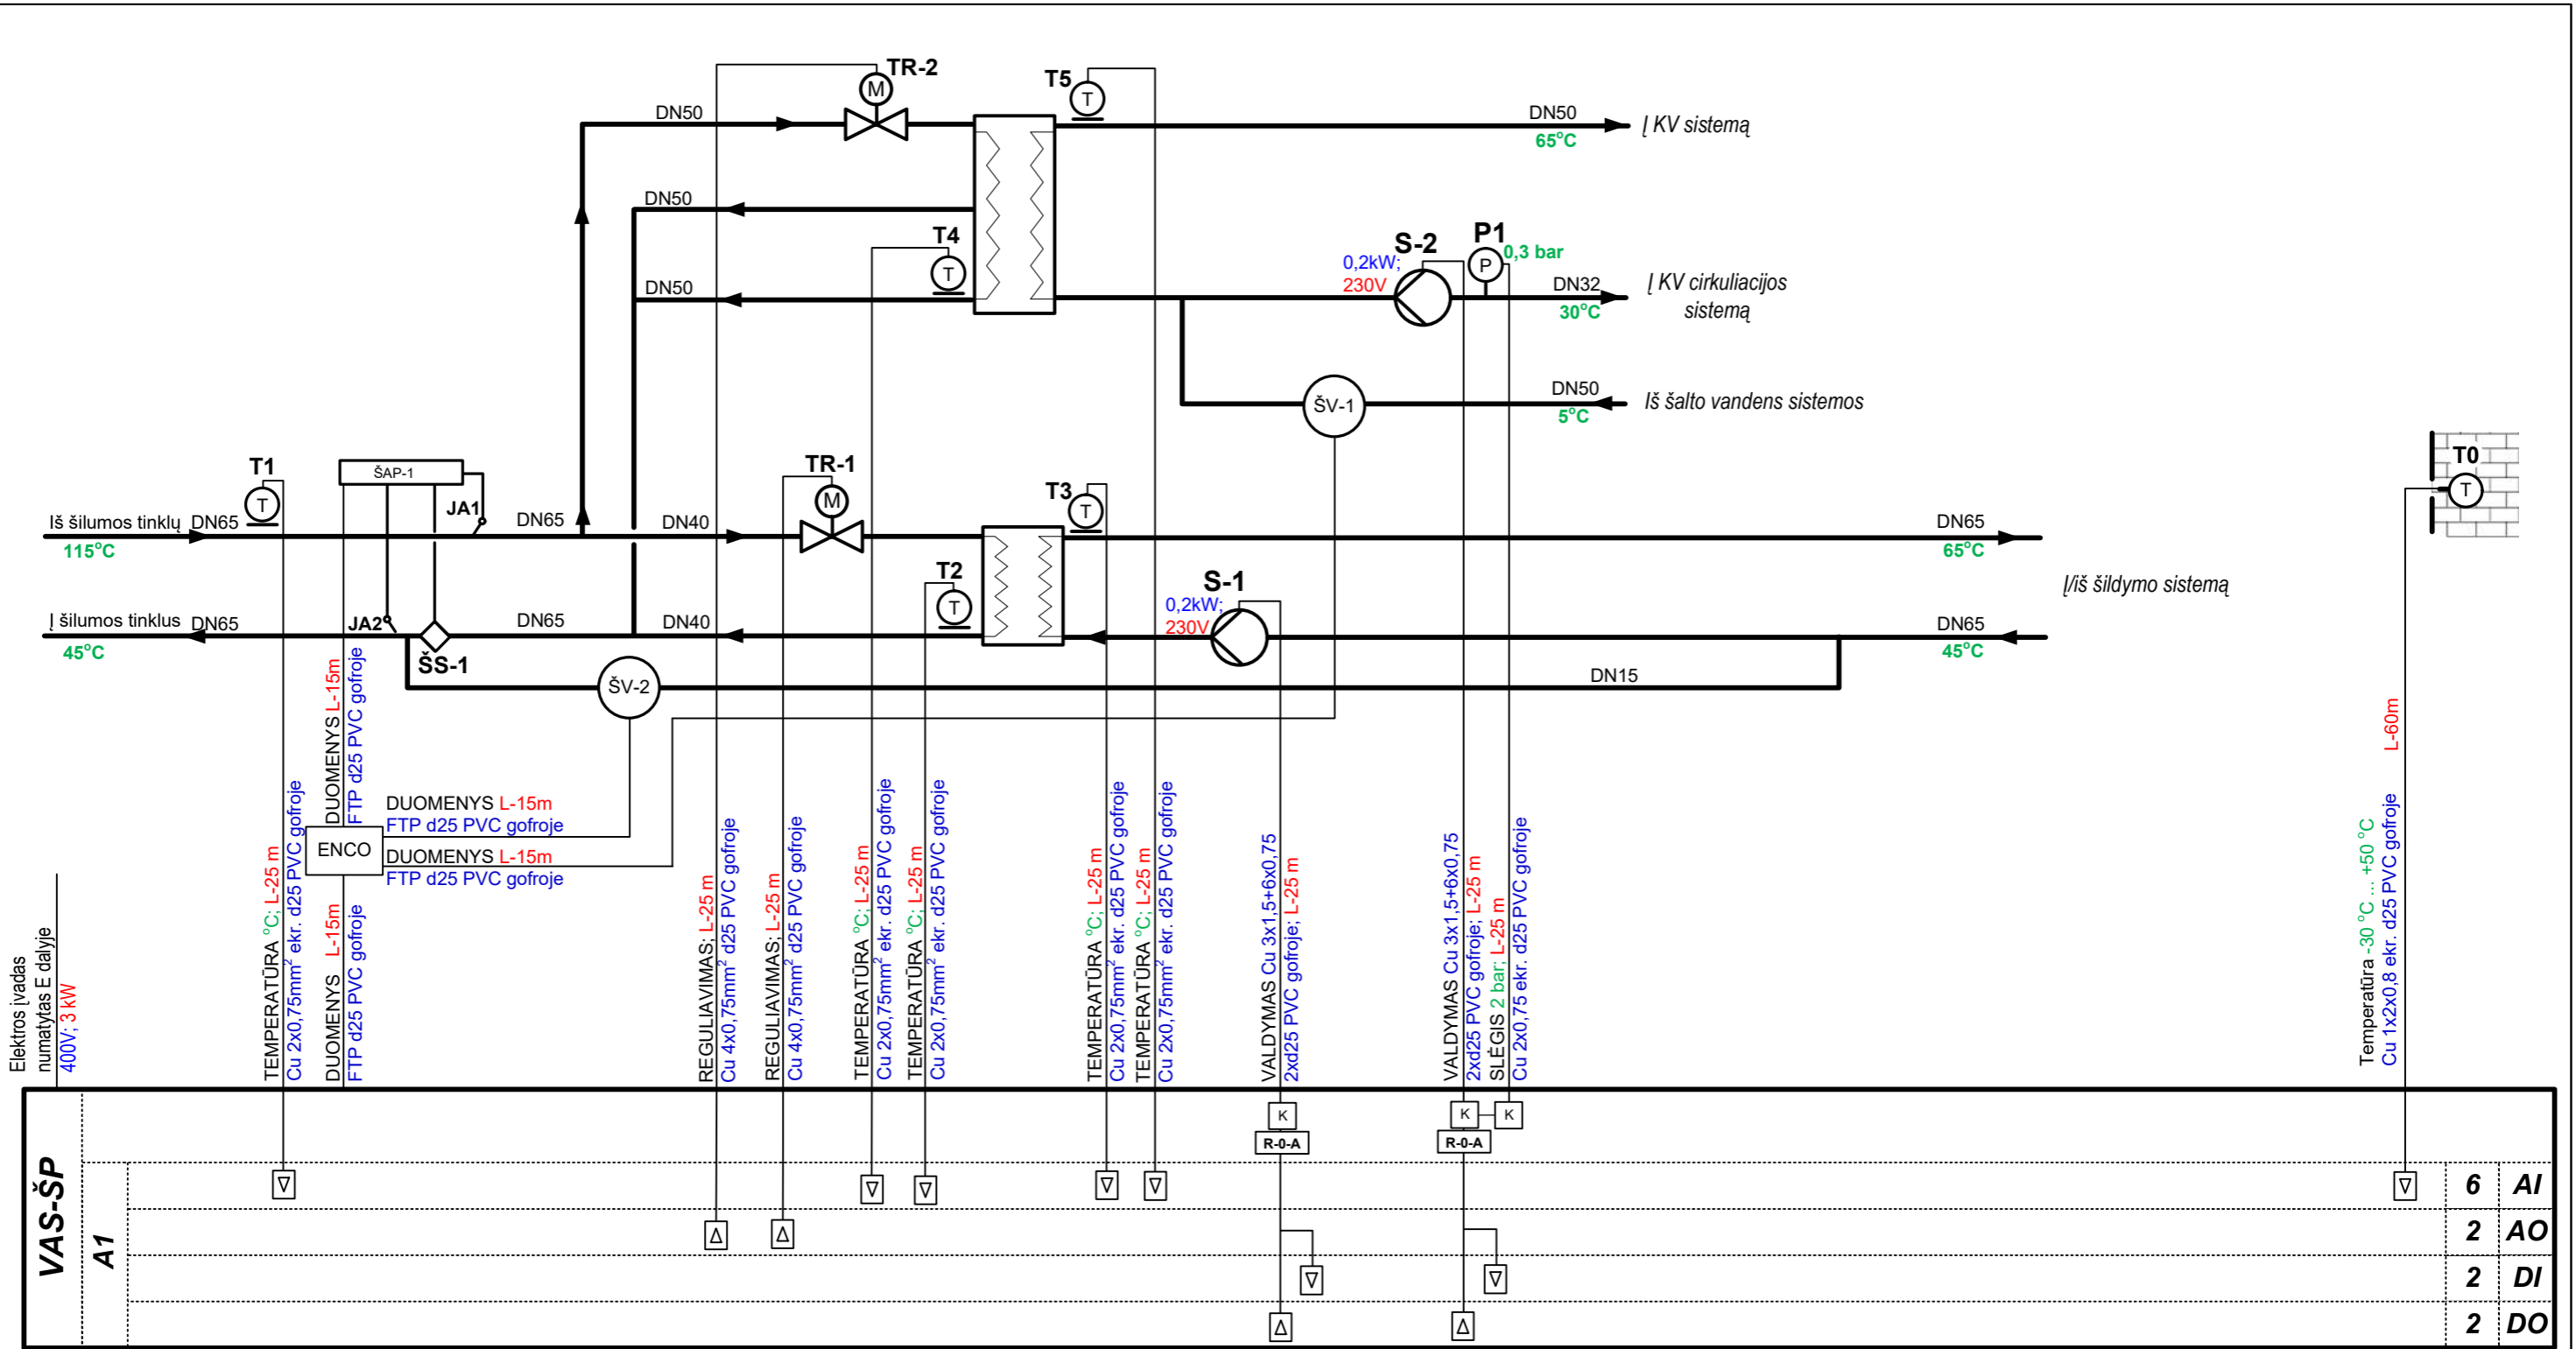 TR-2
M
T5
T
DN50
DN50
65°C
Į KV sistemą
DN50
T4
T
DN50
S-2
P1
P
0,3 bar
0,2kW;
230V
DN32
30°C
Į KV cirkuliacijos
sistemą
ŠV-1
DN50
5°C
Iš šalto vandens sistemos
T0
T
T1
T
ŠAP-1
JA1
TR-1
M
T3
T
Iš šilumos tinklų DN65
115°C
DN65
DN40
DN65
65°C
T2
T
S-1
0,2kW;
230V
Į/iš šildymo sistemą
Į šilumos tinklus DN65
45°C
JA2
ŠS-1
DN65
DN40
DN65
45°C
ŠV-2
DN15
DUOMENYS L-15m
FTP d25 PVC gofroje
ENCO
DUOMENYS L-15m
FTP d25 PVC gofroje
DUOMENYS L-15m
FTP d25 PVC gofroje
Elektros įvadas
numatytas E dalyje
400V; 3 kW
TEMPERATŪRA °C; L-25 m
Cu 2x0,75mm² ekr. d25 PVC gofroje
DUOMENYS L-15m
FTP d25 PVC gofroje
REGULIAVIMAS; L-25 m
Cu 4x0,75mm² d25 PVC gofroje
REGULIAVIMAS; L-25 m
Cu 4x0,75mm² d25 PVC gofroje
TEMPERATŪRA °C; L-25 m
Cu 2x0,75mm² ekr. d25 PVC gofroje
TEMPERATŪRA °C; L-25 m
Cu 2x0,75mm² ekr. d25 PVC gofroje
TEMPERATŪRA °C; L-25 m
Cu 2x0,75mm² ekr. d25 PVC gofroje
TEMPERATŪRA °C; L-25 m
Cu 2x0,75mm² ekr. d25 PVC gofroje
VALDYMAS Cu 3x1,5+6x0,75
2xd25 PVC gofroje; L-25 m
VALDYMAS Cu 3x1,5+6x0,75
2xd25 PVC gofroje; L-25 m
SLĖGIS 2 bar; L-25 m
Cu 2x0,75 ekr. d25 PVC gofroje
Temperatūra -30 °C ... +50 °C
Cu 1x2x0,8 ekr. d25 PVC gofroje L-60m
VAS-ŠP
A1
K
R-0-A
K
K
R-0-A
6 AI
2 AO
2 DI
2 DO